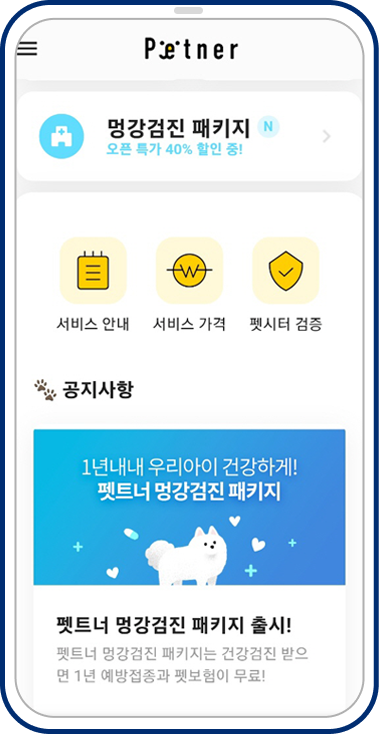 Petner
멍강검진 패키지 N
오픈 특가 40% 할인 중!
서비스 안내 서비스 가격 펫시터 검증
공지사항
1년내내 우리아이 건강하게!
펫트너 멍강검진 패키지
펫트너 멍강검진 패키지 출시!
펫트너 멍강검진 패키지는 건강검진 받으
면 1년 예방접종과 펫보험이 무료!